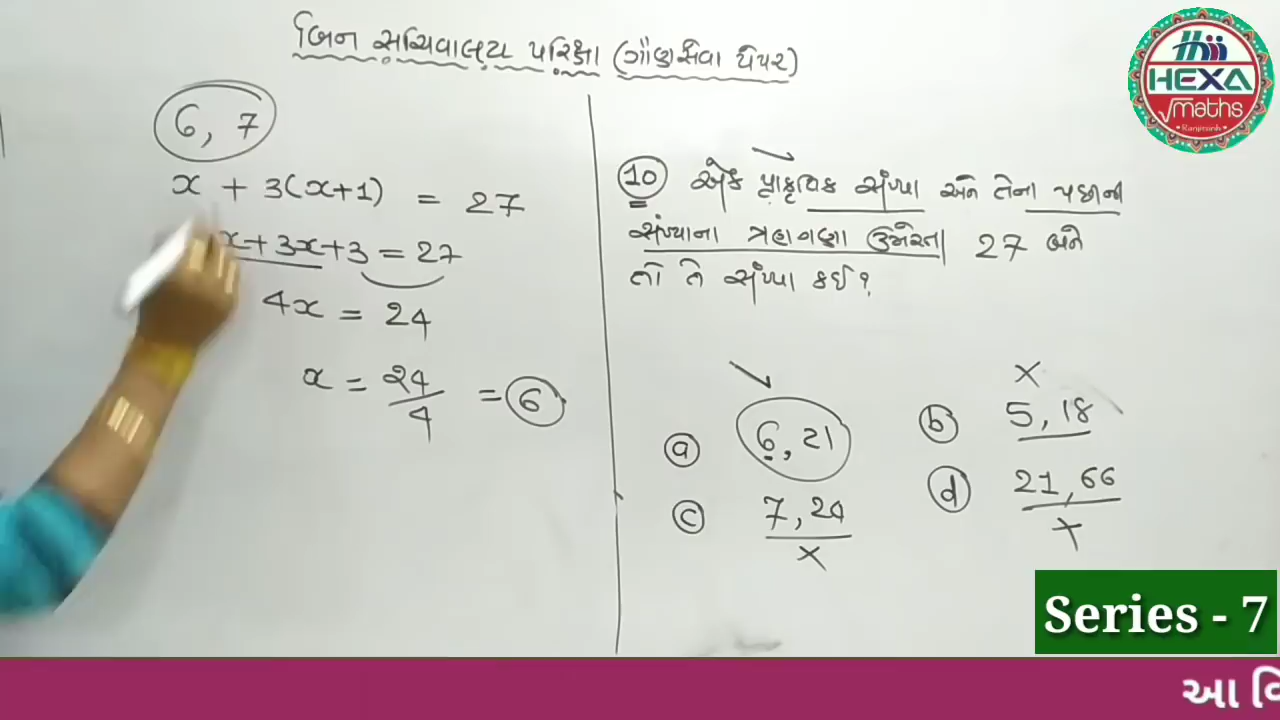 બિન સચિવાલય પરિક્ષા (ગૌણસેવા પેપર)
HEXA
√maths
Ranjitsinh
6, 7
x + 3(x+1) = 27
x + 3x + 3 = 27
4x = 24
x = 24/4 = 6
10 એક પ્રાકૃતિક સંખ્યા અને તેના પછીની
સંખ્યાના ત્રણગણા ઉમેરતા 27 બને
તો તે સંખ્યા કઈ?
a 6, 21
b 5, 18
c 7, 24
d 21, 66
Series - 7
આ